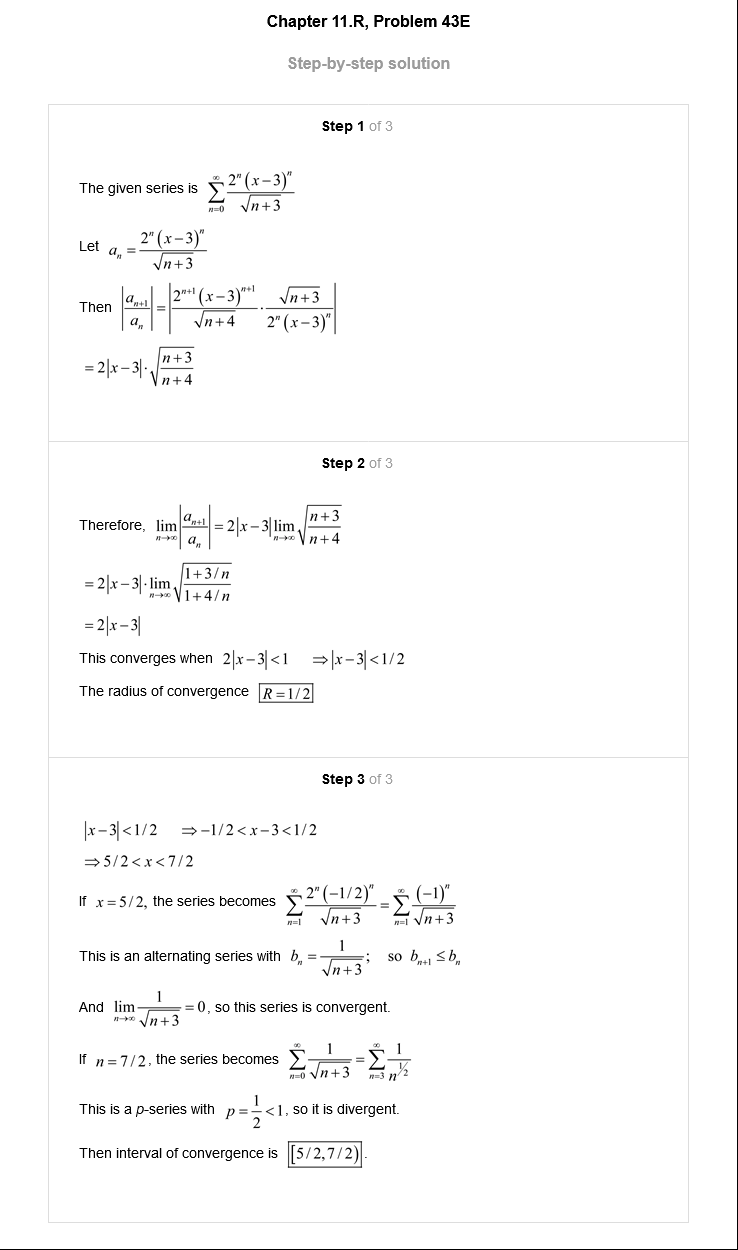 Chapter 11.R, Problem 43E
Step-by-step solution
Step 1 of 3
The given series is $\sum_{n=0}^{\infty} \frac{2^n (x-3)^n}{\sqrt{n+3}}$
Let $a_n = \frac{2^n (x-3)^n}{\sqrt{n+3}}$
Then $\left| \frac{a_{n+1}}{a_n} \right| = \left| \frac{2^{n+1} (x-3)^{n+1}}{\sqrt{n+4}} \cdot \frac{\sqrt{n+3}}{2^n (x-3)^n} \right|$
$= 2|x-3| \cdot \sqrt{\frac{n+3}{n+4}}$
Step 2 of 3
Therefore, $\lim_{n \to \infty} \left| \frac{a_{n+1}}{a_n} \right| = 2|x-3| \lim_{n \to \infty} \sqrt{\frac{n+3}{n+4}}$
$= 2|x-3| \cdot \lim_{n \to \infty} \sqrt{\frac{1+3/n}{1+4/n}}$
$= 2|x-3|$
This converges when $2|x-3| < 1 \quad \Rightarrow |x-3| < 1/2$
The radius of convergence $\boxed{R = 1/2}$
Step 3 of 3
$|x-3| < 1/2 \quad \Rightarrow -1/2 < x-3 < 1/2$
$\Rightarrow 5/2 < x < 7/2$
If $x = 5/2$, the series becomes $\sum_{n=1}^{\infty} \frac{2^n (-1/2)^n}{\sqrt{n+3}} = \sum_{n=1}^{\infty} \frac{(-1)^n}{\sqrt{n+3}}$
This is an alternating series with $b_n = \frac{1}{\sqrt{n+3}}$; so $b_{n+1} \leq b_n$
And $\lim_{n \to \infty} \frac{1}{\sqrt{n+3}} = 0$, so this series is convergent.
If $n = 7/2$, the series becomes $\sum_{n=0}^{\infty} \frac{1}{\sqrt{n+3}} = \sum_{n=3}^{\infty} \frac{1}{n^{1/2}}$
This is a p-series with $p = \frac{1}{2} < 1$, so it is divergent.
Then interval of convergence is $\boxed{[5/2, 7/2)}$.